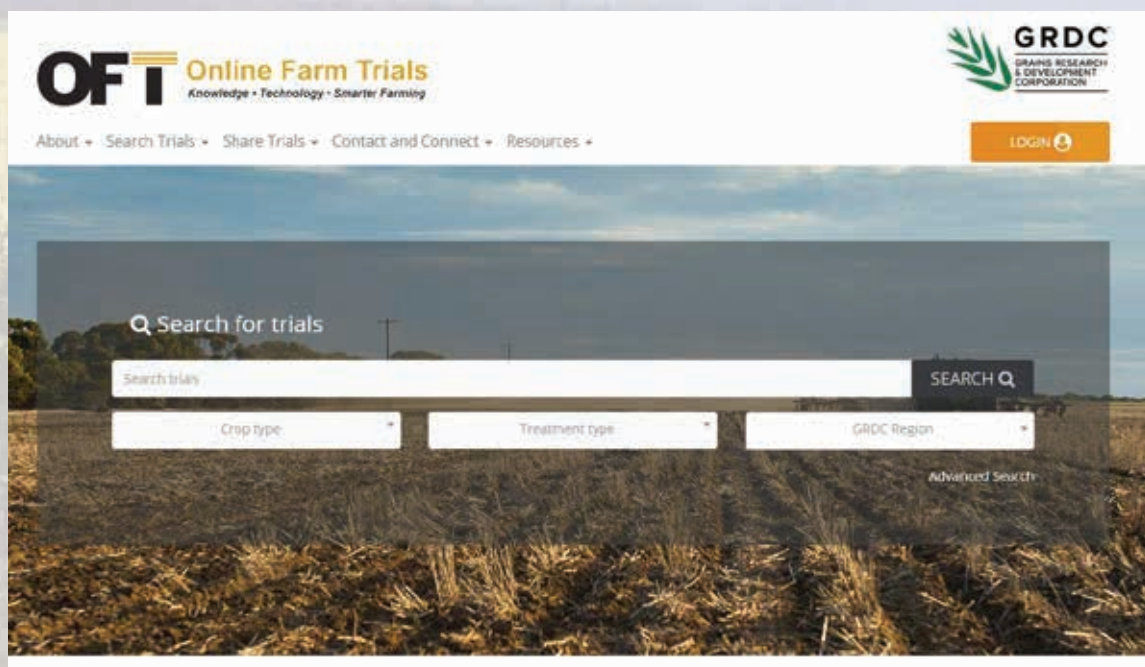 OFT Online Farm Trials
Knowledge • Technology • Smarter Farming
GRDC
GRAINS RESEARCH
& DEVELOPMENT
CORPORATION
About Search Trials Share Trials Contact and Connect Resources
LOGIN
Search for trials
Search trials
SEARCH
Crop type Treatment type GRDC Region
Advanced Search